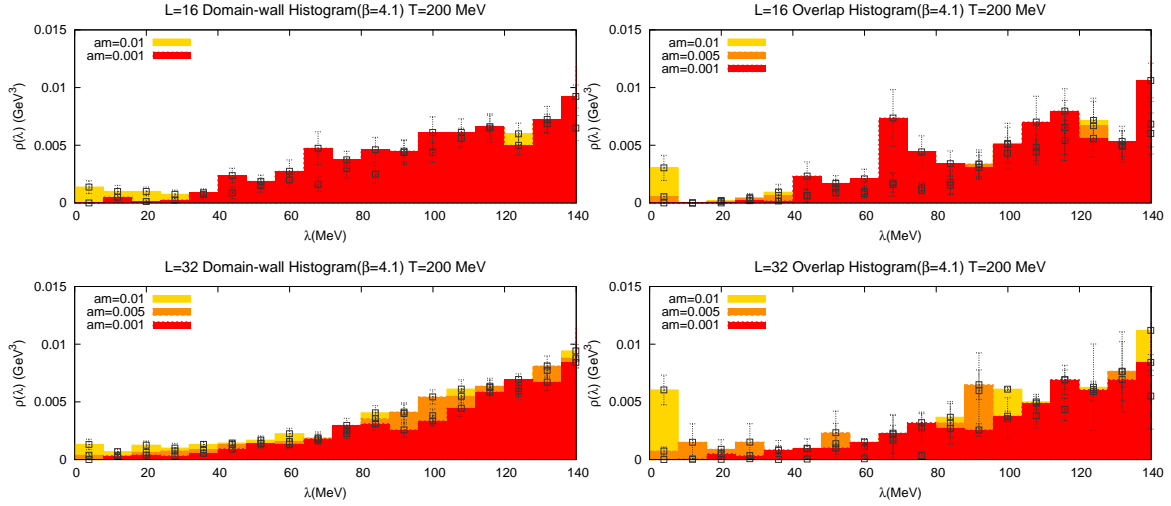 L=16 Domain-wall Histogram(β=4.1) T=200 MeV
ρ(λ) (GeV³)
0.015
0.01
0.005
0
am=0.01
am=0.001
0 20 40 60 80 100 120 140
λ(MeV)
L=16 Overlap Histogram(β=4.1) T=200 MeV
ρ(λ) (GeV³)
0.015
0.01
0.005
0
am=0.01
am=0.005
am=0.001
0 20 40 60 80 100 120 140
λ(MeV)
L=32 Domain-wall Histogram(β=4.1) T=200 MeV
ρ(λ) (GeV³)
0.015
0.01
0.005
0
am=0.01
am=0.005
am=0.001
0 20 40 60 80 100 120 140
λ(MeV)
L=32 Overlap Histogram(β=4.1) T=200 MeV
ρ(λ) (GeV³)
0.015
0.01
0.005
0
am=0.01
am=0.005
am=0.001
0 20 40 60 80 100 120 140
λ(MeV)